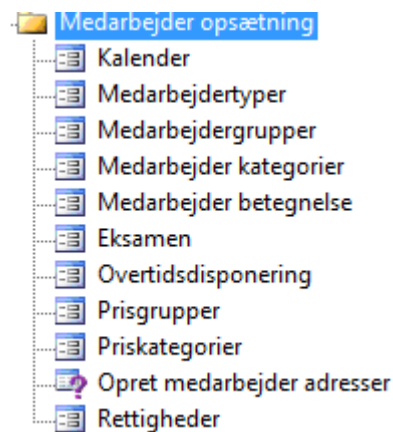 Medarbejder opsætning
Kalender
Medarbejdertyper
Medarbejdergrupper
Medarbejder kategorier
Medarbejder betegnelse
Eksamen
Overtidsdisponering
Prisgrupper
Priskategorier
Opret medarbejder adresser
Rettigheder